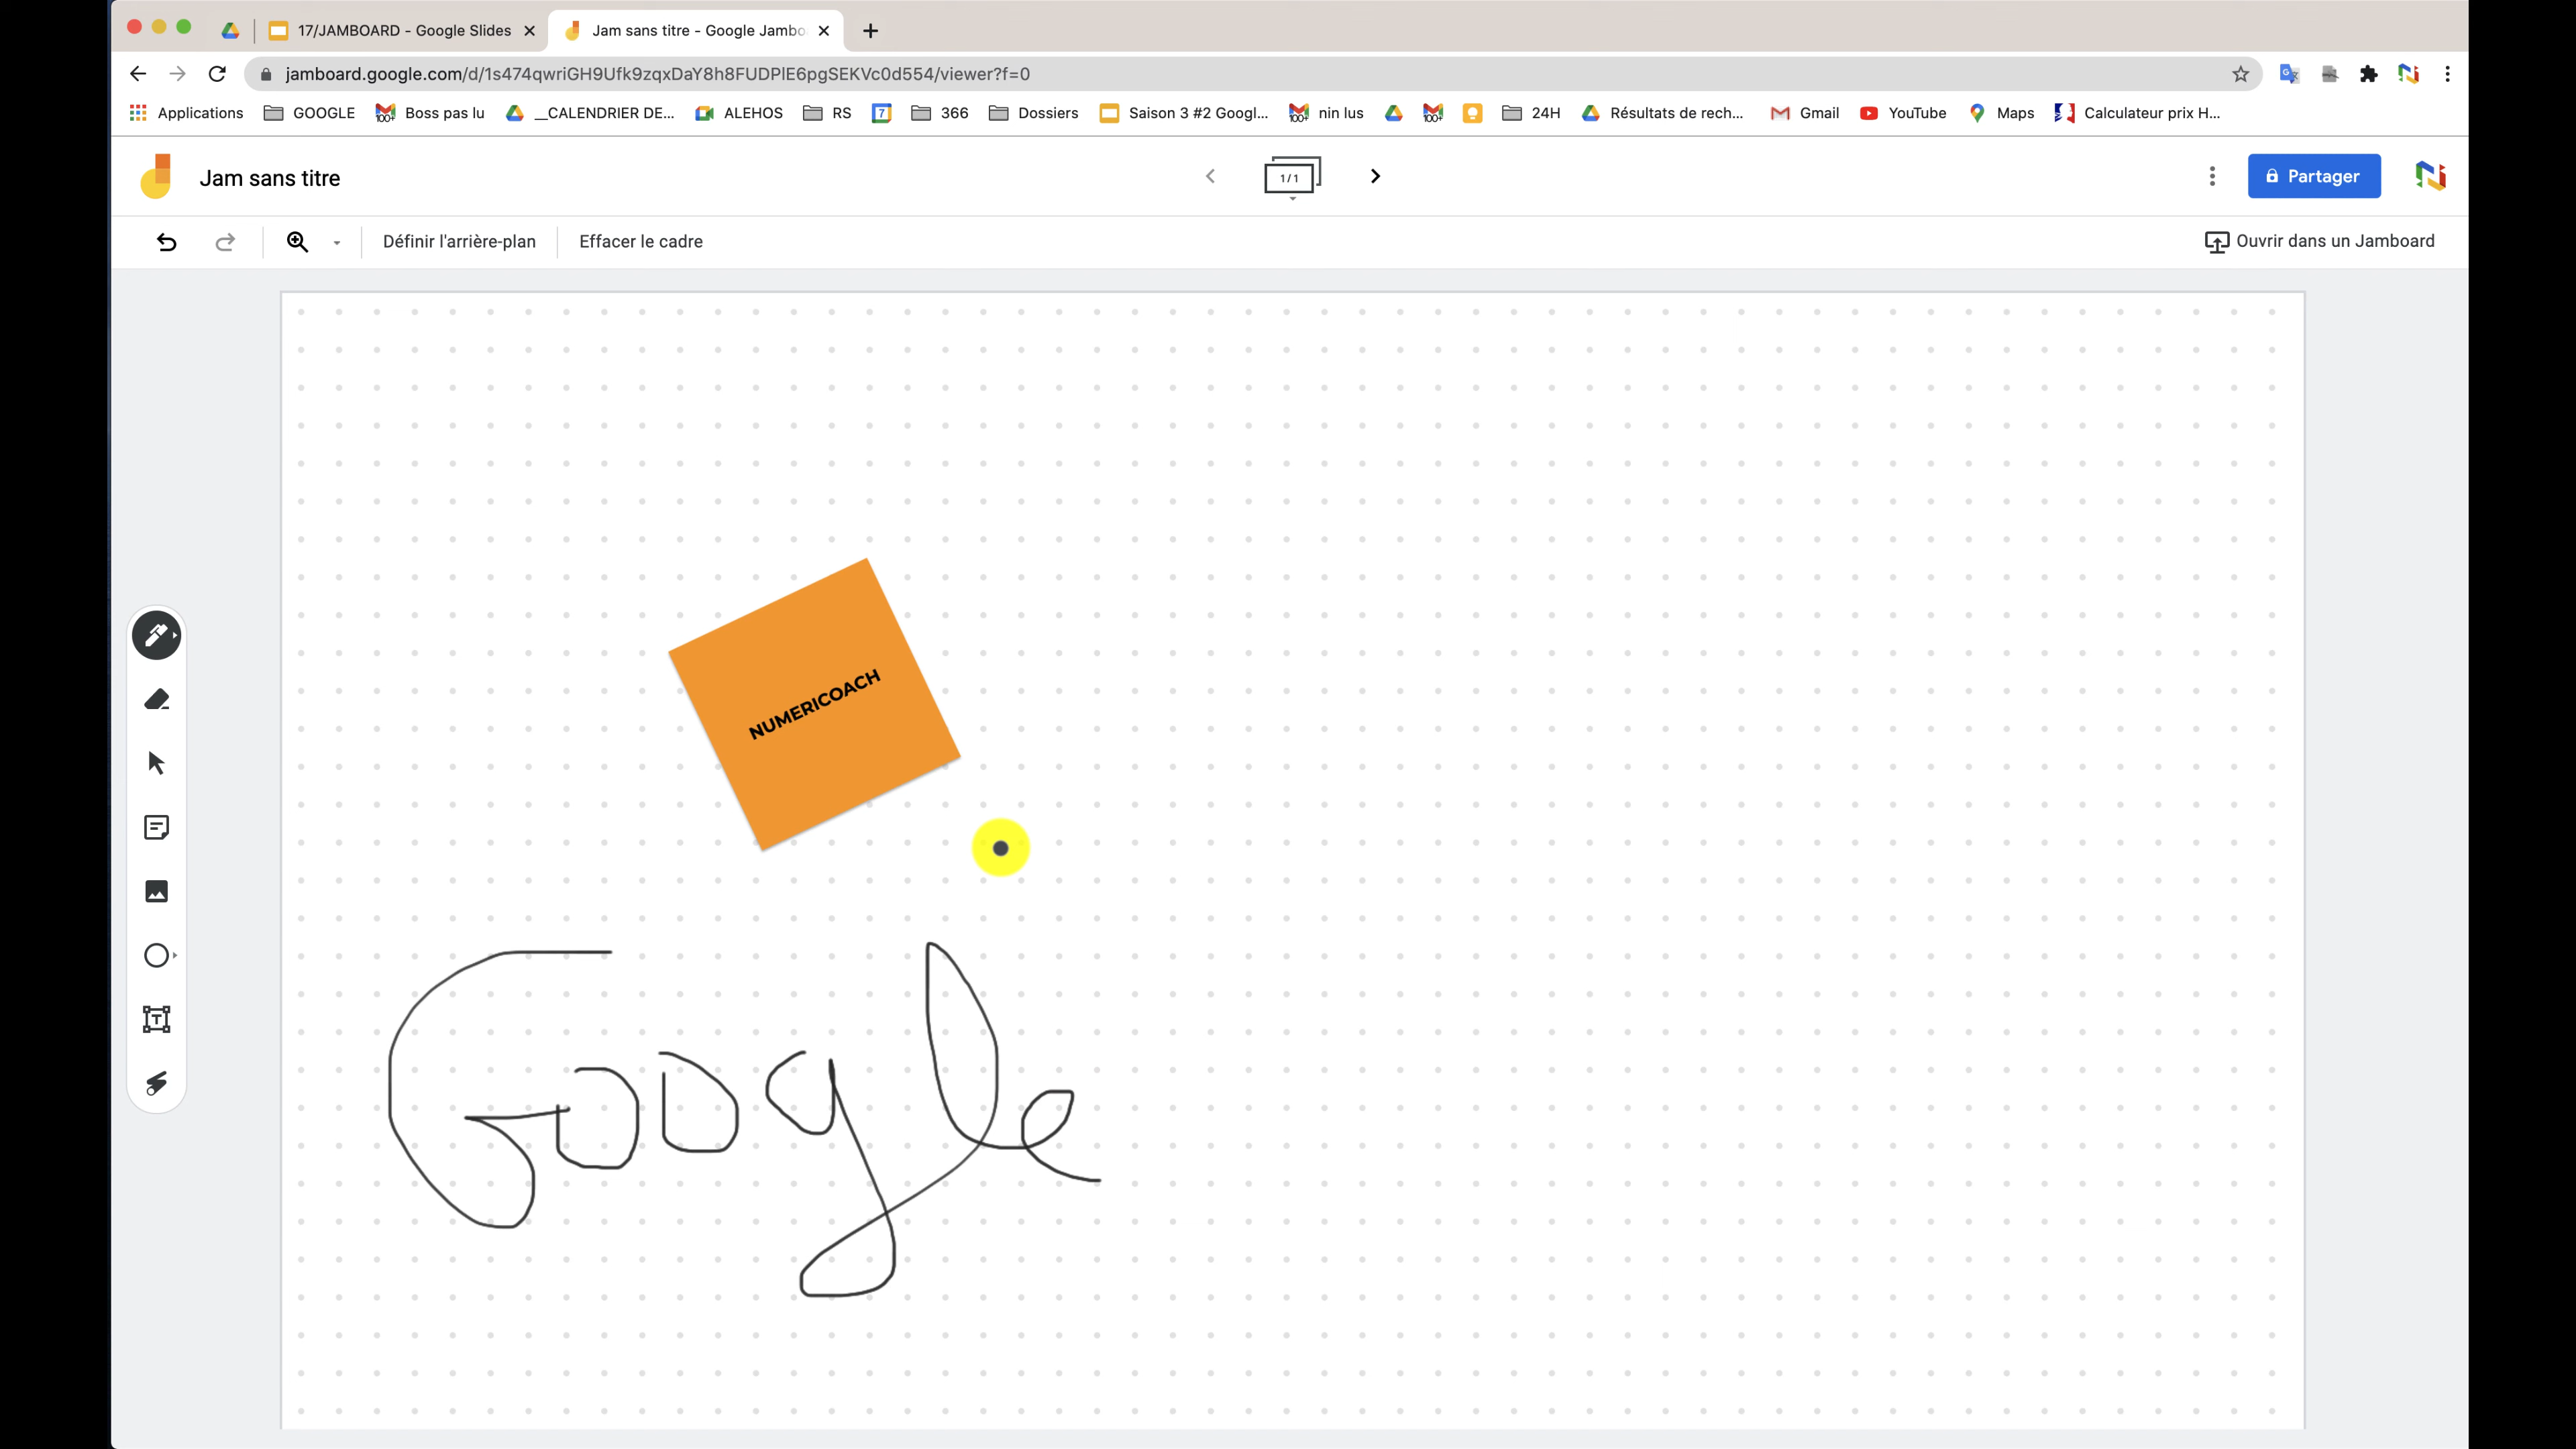 17/JAMBOARD - Google Slides
Jam sans titre - Google Jambo
jamboard.google.com/d/1s474qwriGH9Ufk9zqxDaY8h8FUDPlE6pgSEKVc0d554/viewer?f=0
Applications GOOGLE Boss pas lu __CALENDRIER DE... ALEHOS RS 7 366 Dossiers Saison 3 #2 Googl... nin lus 24H Résultats de rech... Gmail YouTube Maps Calculateur prix H...
Jam sans titre 1/1 Partager
Définir l'arrière-plan Effacer le cadre Ouvrir dans un Jamboard
NUMERICOACH
Google